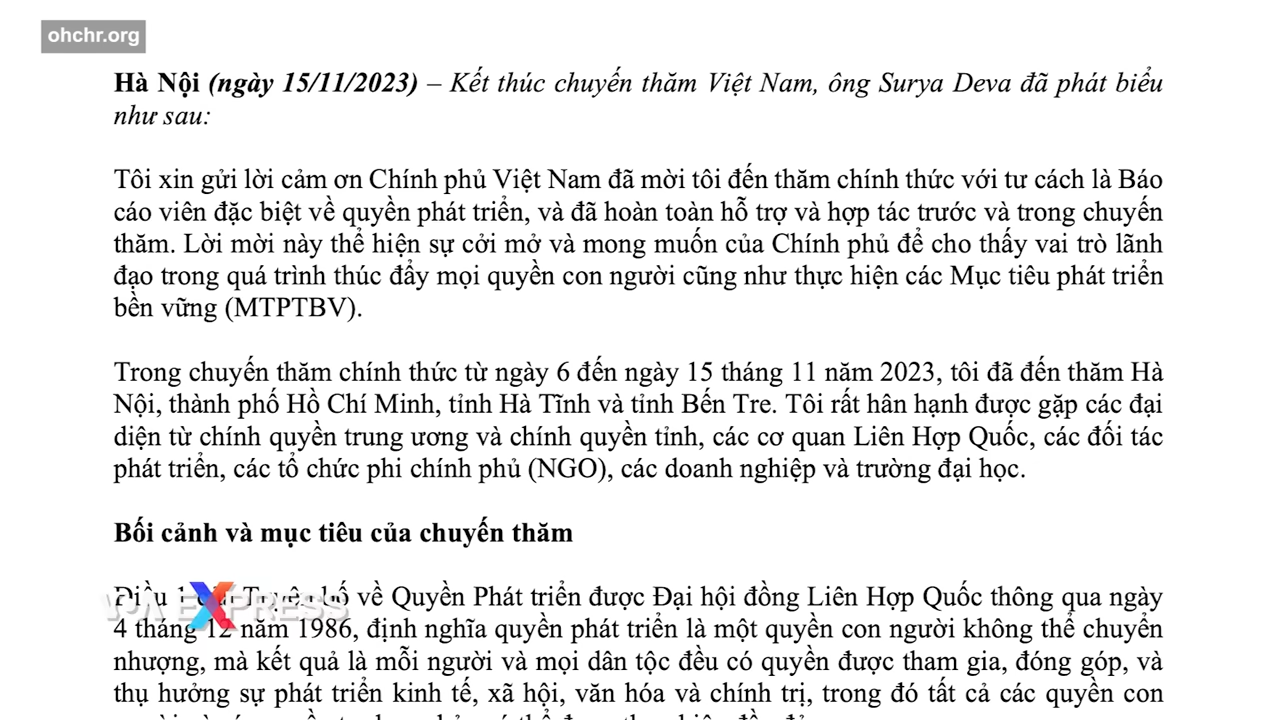 ohchr.org
Hà Nội (ngày 15/11/2023) – Kết thúc chuyến thăm Việt Nam, ông Surya Deva đã phát biểu
như sau:
Tôi xin gửi lời cảm ơn Chính phủ Việt Nam đã mời tôi đến thăm chính thức với tư cách là Báo
cáo viên đặc biệt về quyền phát triển, và đã hoàn toàn hỗ trợ và hợp tác trước và trong chuyến
thăm. Lời mời này thể hiện sự cởi mở và mong muốn của Chính phủ để cho thấy vai trò lãnh
đạo trong quá trình thúc đẩy mọi quyền con người cũng như thực hiện các Mục tiêu phát triển
bền vững (MTPTBV).
Trong chuyến thăm chính thức từ ngày 6 đến ngày 15 tháng 11 năm 2023, tôi đã đến thăm Hà
Nội, thành phố Hồ Chí Minh, tỉnh Hà Tĩnh và tỉnh Bến Tre. Tôi rất hân hạnh được gặp các đại
diện từ chính quyền trung ương và chính quyền tỉnh, các cơ quan Liên Hợp Quốc, các đối tác
phát triển, các tổ chức phi chính phủ (NGO), các doanh nghiệp và trường đại học.
Bối cảnh và mục tiêu của chuyến thăm
Điều 1 của Tuyên bố về Quyền Phát triển được Đại hội đồng Liên Hợp Quốc thông qua ngày
VOA EXPRESS
4 tháng 12 năm 1986, định nghĩa quyền phát triển là một quyền con người không thể chuyển
nhượng, mà kết quả là mỗi người và mọi dân tộc đều có quyền được tham gia, đóng góp, và
thụ hưởng sự phát triển kinh tế, xã hội, văn hóa và chính trị, trong đó tất cả các quyền con